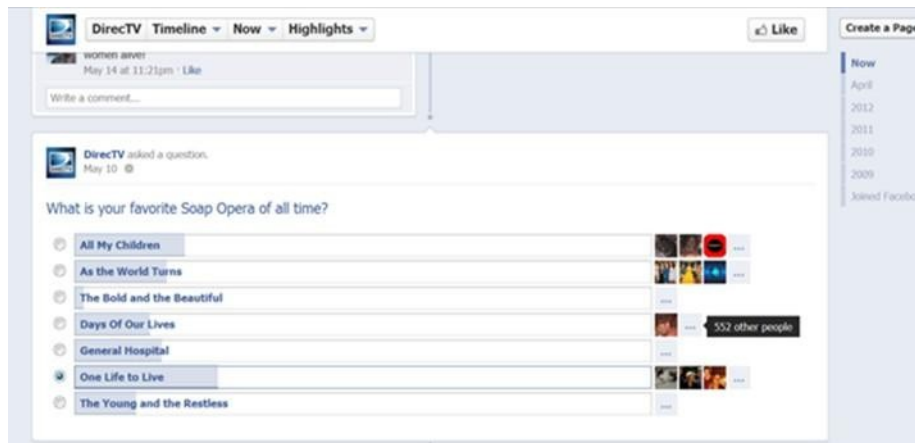 DirecTV Timeline Now Highlights Like Create a Page
women alive!
May 14 at 11:21pm · Like
Write a comment...
Now
April
2012
2011
2010
2009
Joined Facebo
DirecTV asked a question.
May 10
What is your favorite Soap Opera of all time?
All My Children
...
As the World Turns
...
The Bold and the Beautiful
...
Days Of Our Lives
... 552 other people
General Hospital
...
One Life to Live
...
The Young and the Restless
...